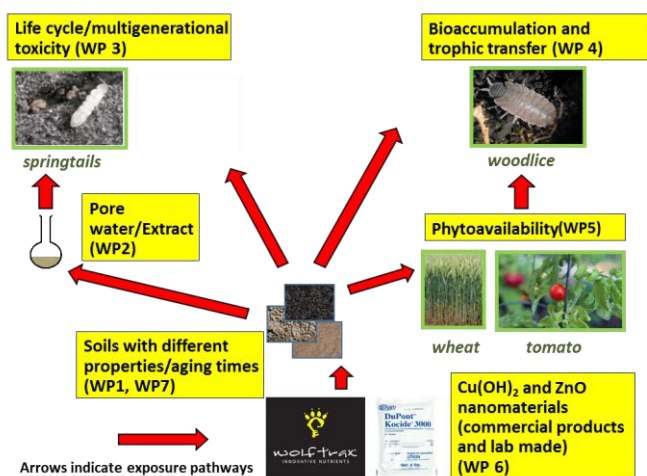 Life cycle/multigenerational
toxicity (WP 3)
Bioaccumulation and
trophic transfer (WP 4)
springtails
woodlice
Pore
water/Extract
(WP2)
Phytoavailability(WP5)
wheat
tomato
Soils with different
properties/aging times
(WP1, WP7)
Cu(OH)₂ and ZnO
nanomaterials
(commercial products
and lab made)
(WP 6)
wolftrax
INNOVATIVE NUTRIENTS
DuPont
Kocide 3000
Arrows indicate exposure pathways